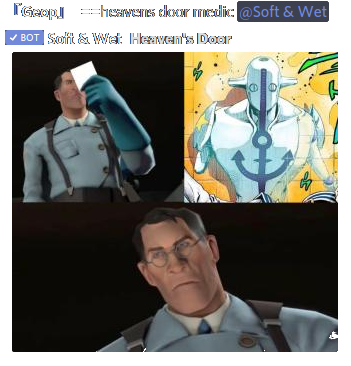 『Geop』 ==heavens door medic @Soft & Wet
✓ BOT Soft & Wet Heaven's Door